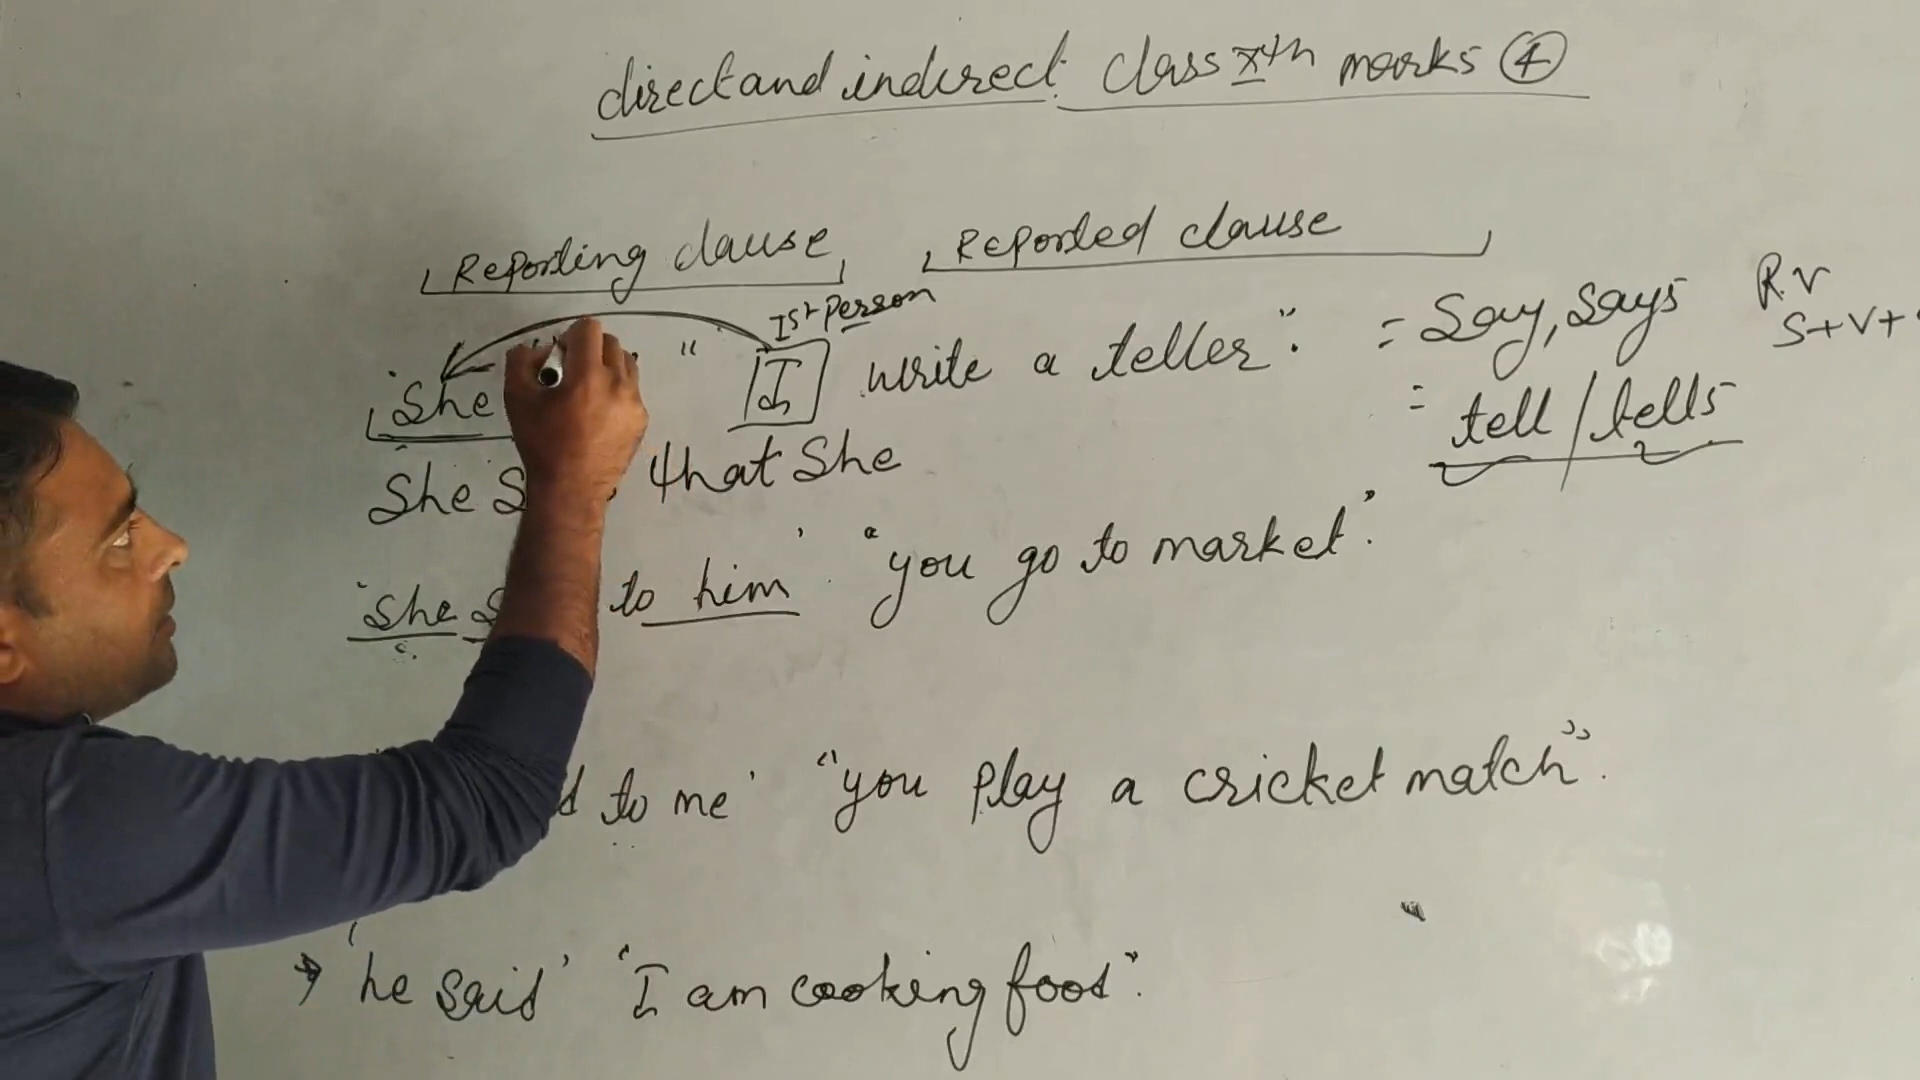 direct and indirect class xth marks 4
Reporting clause Reported clause
Ist Person
She " I write a teller". = Say, Says R.V
= tell / tells S+V+
She that She
'She to him' "you go to market".
to me' "you play a cricket match".
'he said' "I am cooking food".